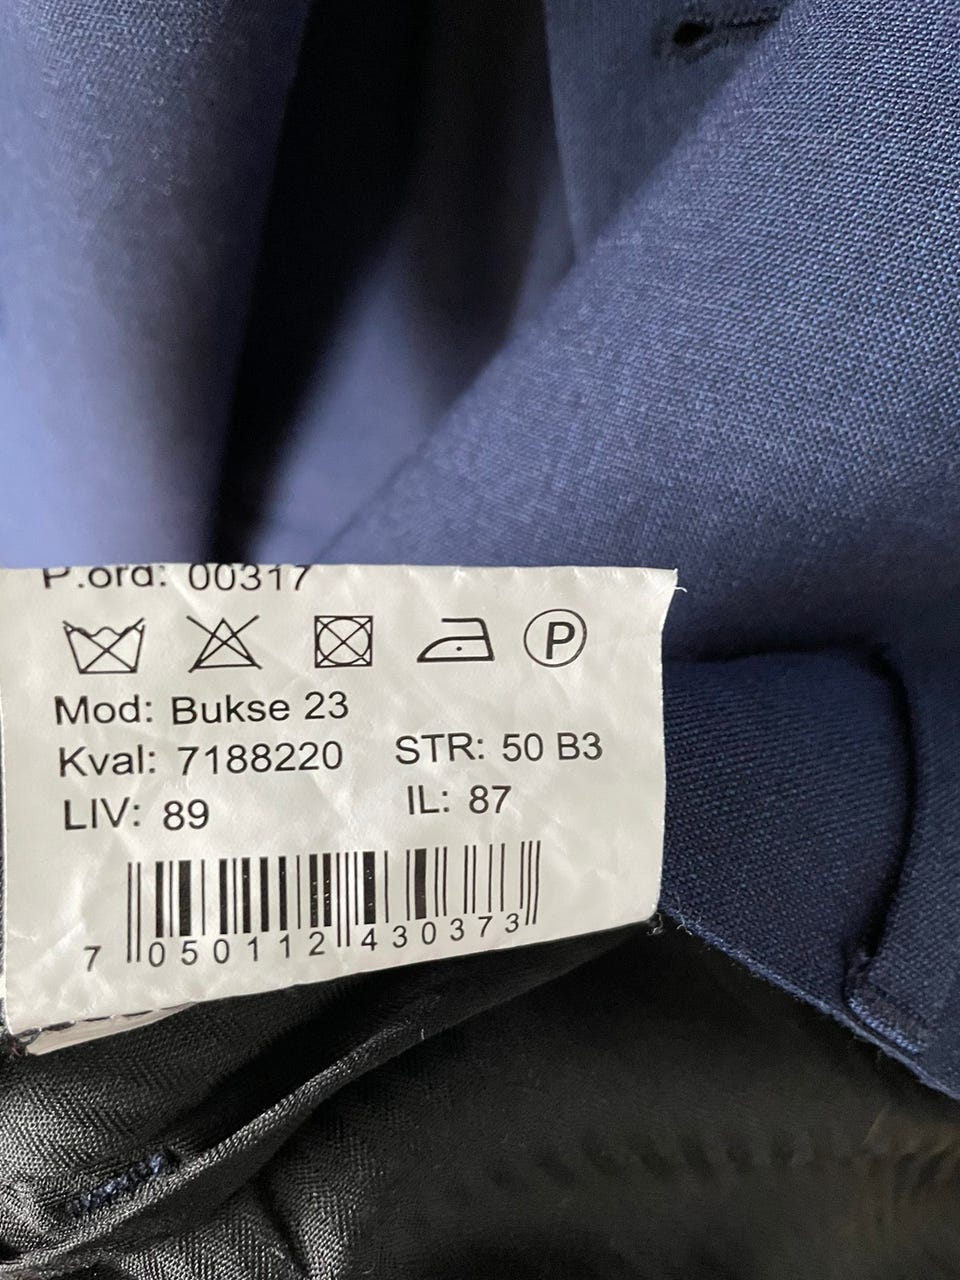 P.ord: 00317
P
Mod: Bukse 23
Kval: 7188220 STR: 50 B3
LIV: 89 IL: 87
7 050112 430373